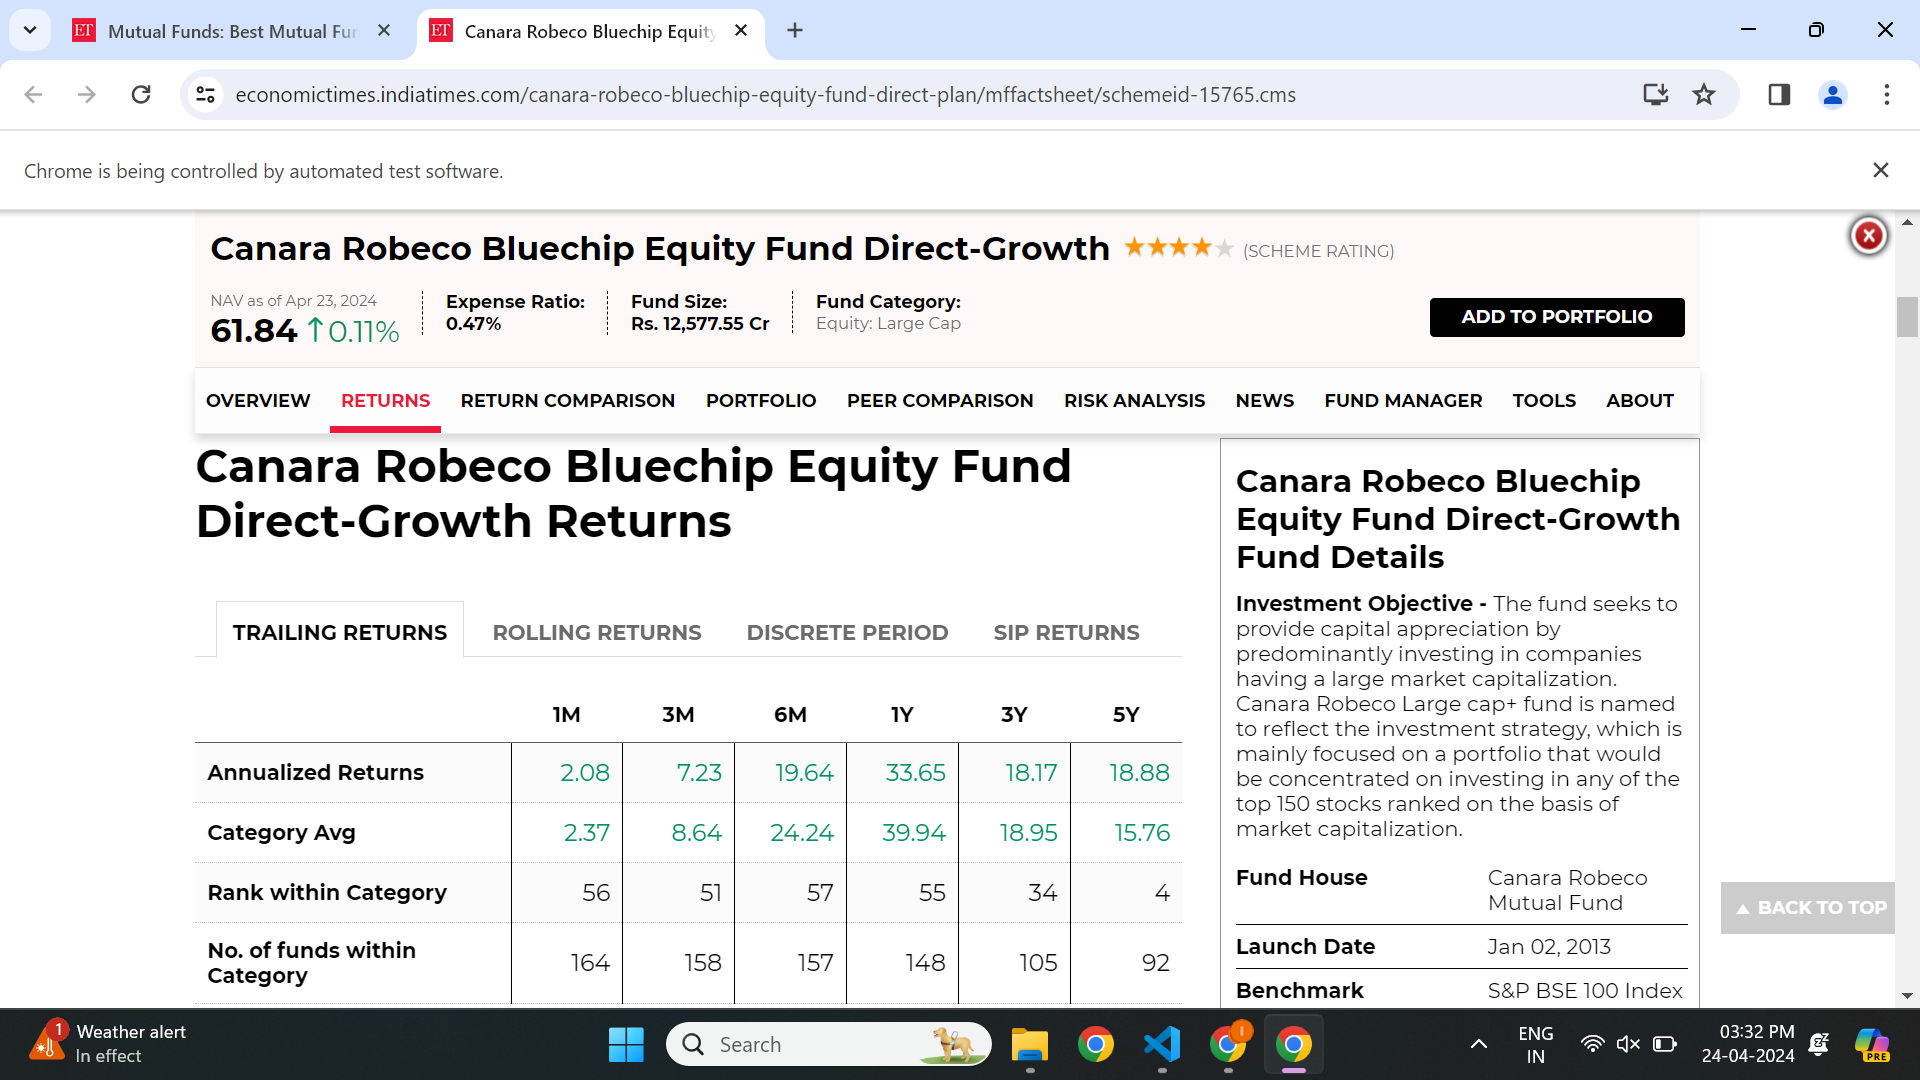 Mutual Funds: Best Mutual Fun
Canara Robeco Bluechip Equity
economictimes.indiatimes.com/canara-robeco-bluechip-equity-fund-direct-plan/mffactsheet/schemeid-15765.cms
Chrome is being controlled by automated test software.
Canara Robeco Bluechip Equity Fund Direct-Growth (SCHEME RATING)
NAV as of Apr 23, 2024
61.84 ↑0.11%
Expense Ratio:
0.47%
Fund Size:
Rs. 12,577.55 Cr
Fund Category:
Equity: Large Cap
ADD TO PORTFOLIO
OVERVIEW RETURNS RETURN COMPARISON PORTFOLIO PEER COMPARISON RISK ANALYSIS NEWS FUND MANAGER TOOLS ABOUT
Canara Robeco Bluechip Equity Fund
Direct-Growth Returns
TRAILING RETURNS ROLLING RETURNS DISCRETE PERIOD SIP RETURNS
1M 3M 6M 1Y 3Y 5Y
Annualized Returns 2.08 7.23 19.64 33.65 18.17 18.88
Category Avg 2.37 8.64 24.24 39.94 18.95 15.76
Rank within Category 56 51 57 55 34 4
No. of funds within
Category 164 158 157 148 105 92
Canara Robeco Bluechip
Equity Fund Direct-Growth
Fund Details
Investment Objective - The fund seeks to
provide capital appreciation by
predominantly investing in companies
having a large market capitalization.
Canara Robeco Large cap+ fund is named
to reflect the investment strategy, which is
mainly focused on a portfolio that would
be concentrated on investing in any of the
top 150 stocks ranked on the basis of
market capitalization.
Fund House Canara Robeco
Mutual Fund
Launch Date Jan 02, 2013
Benchmark S&P BSE 100 Index
▲ BACK TO TOP
1
Weather alert
In effect
Search
ENG
IN
03:32 PM
24-04-2024
PRE